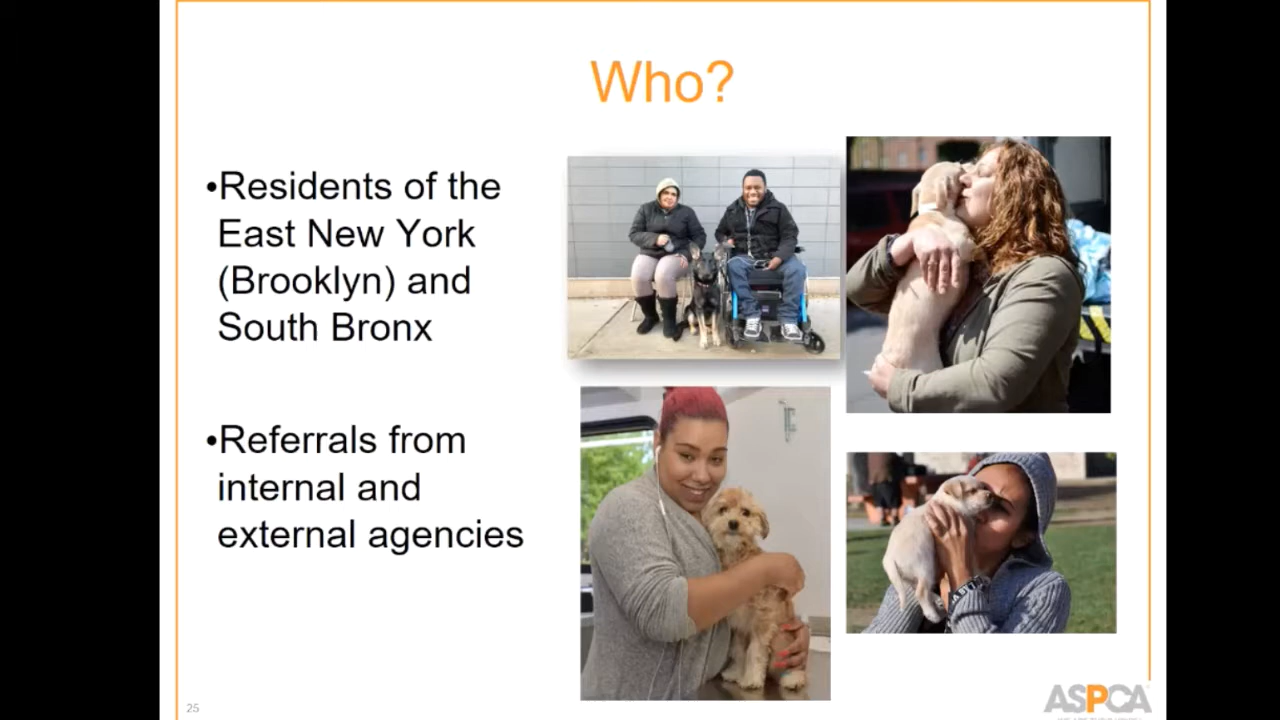 Who?
•Residents of the
East New York
(Brooklyn) and
South Bronx
•Referrals from
internal and
external agencies
25
ASPCA